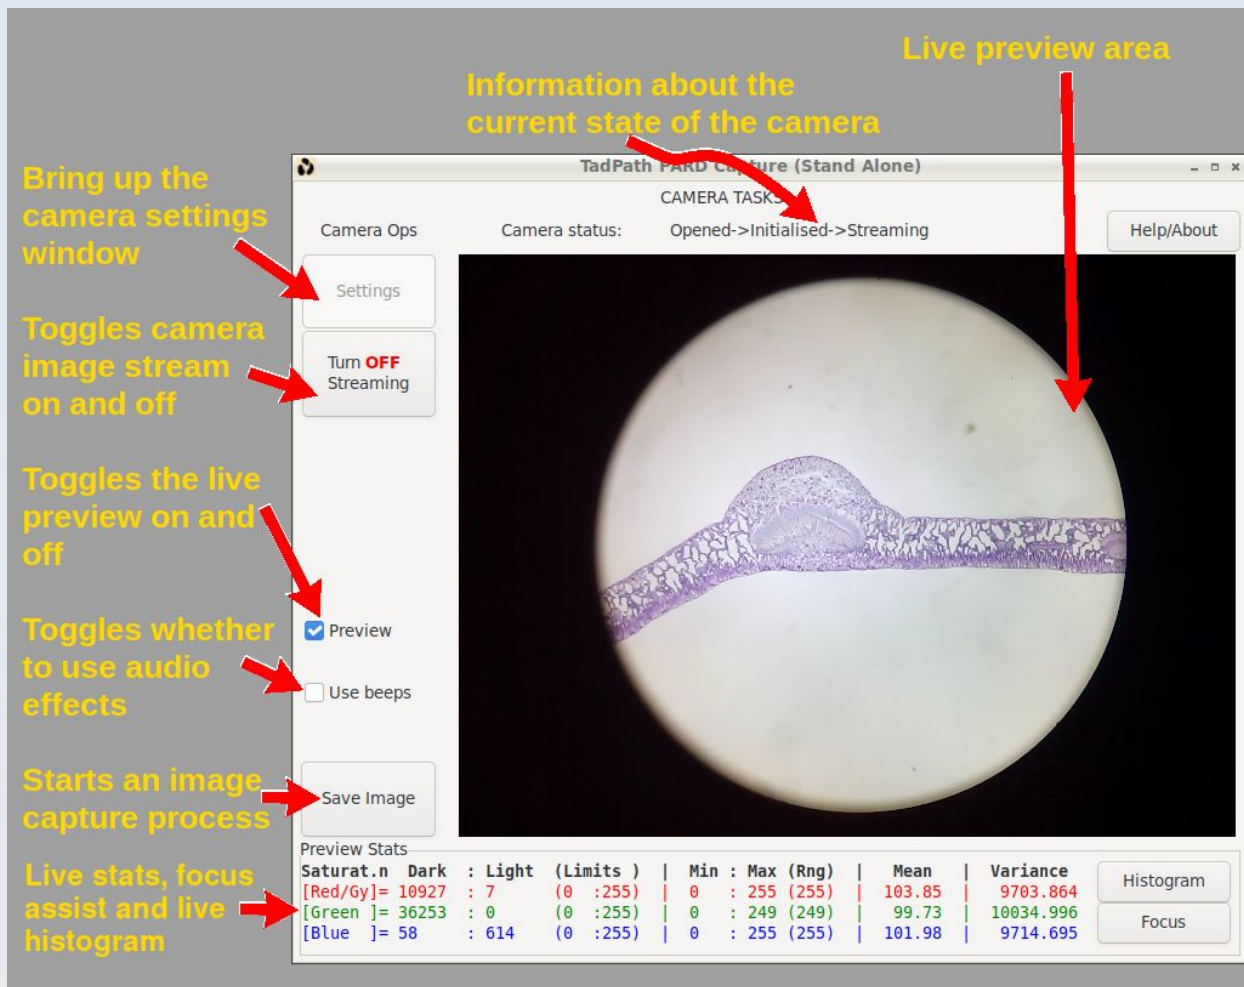 Live preview area
Information about the
current state of the camera
Bring up the
camera settings
window
Toggles camera
image stream
on and off
Toggles the live
preview on and
off
Toggles whether
to use audio
effects
Starts an image
capture process
Live stats, focus
assist and live
histogram
TadPath PARD Capture (Stand Alone)
CAMERA TASKS
Camera Ops Camera status: Opened->Initialised->Streaming Help/About
Settings
Turn OFF
Streaming
Preview
Use beeps
Save Image
Preview Stats
Saturat.n Dark : Light (Limits ) | Min : Max (Rng) | Mean | Variance
[Red/Gy]= 10927 : 7 (0 :255) | 0 : 255 (255) | 103.85 | 9703.864
[Green ]= 36253 : 0 (0 :255) | 0 : 249 (249) | 99.73 | 10034.996
[Blue ]= 58 : 614 (0 :255) | 0 : 255 (255) | 101.98 | 9714.695
Histogram
Focus